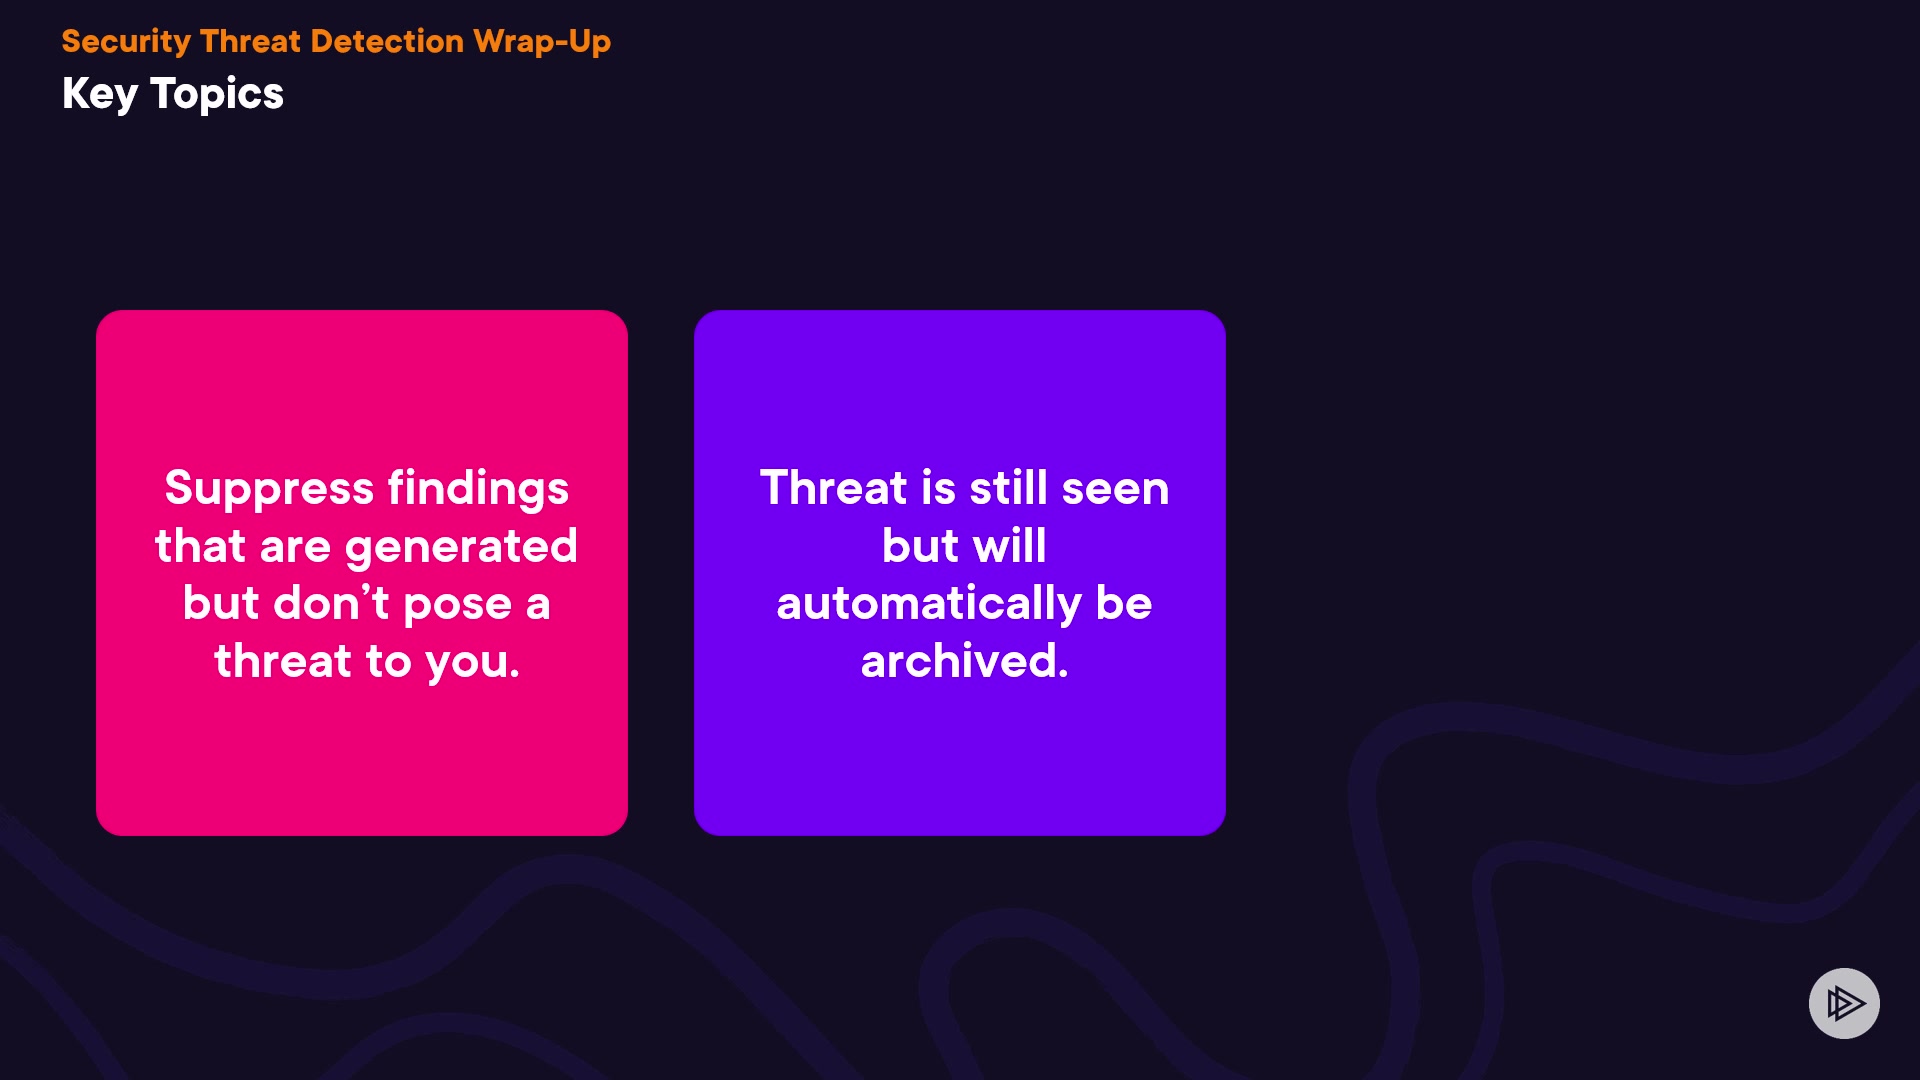 Security Threat Detection Wrap-Up
Key Topics
Suppress findings
that are generated
but don’t pose a
threat to you.
Threat is still seen
but will
automatically be
archived.